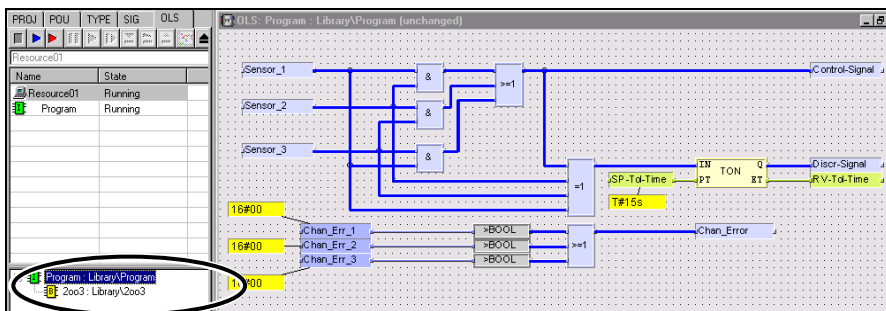 PROJ POU TYPE SIG OLS
OLS: Program : Library\Program (unchanged)
Resource01
Name State
Resource01 Running
Program Running
Sensor_1
Sensor_2
Sensor_3
&
&
&
>=1
Control-Signal
=1
SP-Tol-Time
T#15s
IN Q
TON
PT ET
Discr-Signal
RV-Tol-Time
16#00
16#00
16#00
Chan_Err_1
Chan_Err_2
Chan_Err_3
>BOOL
>BOOL
>BOOL
>=1
Chan_Error
Program : Library\Program
2oo3 : Library\2oo3